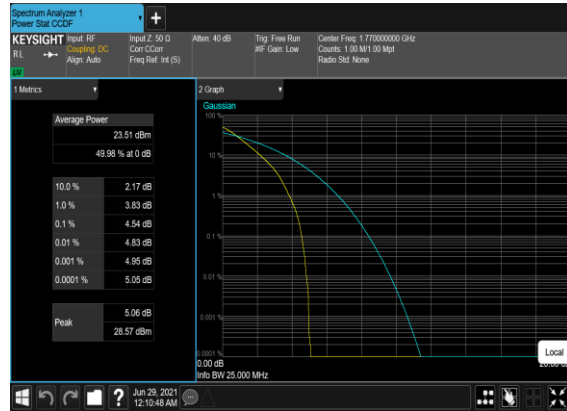 Spectrum Analyzer 1
Power Stat CCDF
KEYSIGHT
Input: RF
Input Z: 50 Ω
Atten: 40 dB
Trig: Free Run
Center Freq: 1.770000000 GHz
RL
Coupling: DC
Corr CCorr
#IF Gain: Low
Counts: 1.00 M/1.00 Mpt
Align: Auto
Freq Ref: Int (S)
Radio Std: None
1 Metrics
2 Graph
Gaussian
Average Power
23.51 dBm
49.98 % at 0 dB
10.0 % 2.17 dB
1.0 % 3.83 dB
0.1 % 4.54 dB
0.01 % 4.83 dB
0.001 % 4.95 dB
0.0001 % 5.05 dB
Peak
5.06 dB
28.57 dBm
100 %
10 %
1 %
0.1 %
0.01 %
0.001 %
0.0001 %
0.00 dB
Info BW 25.000 MHz
Local
Jun 29, 2021
12:10:48 AM